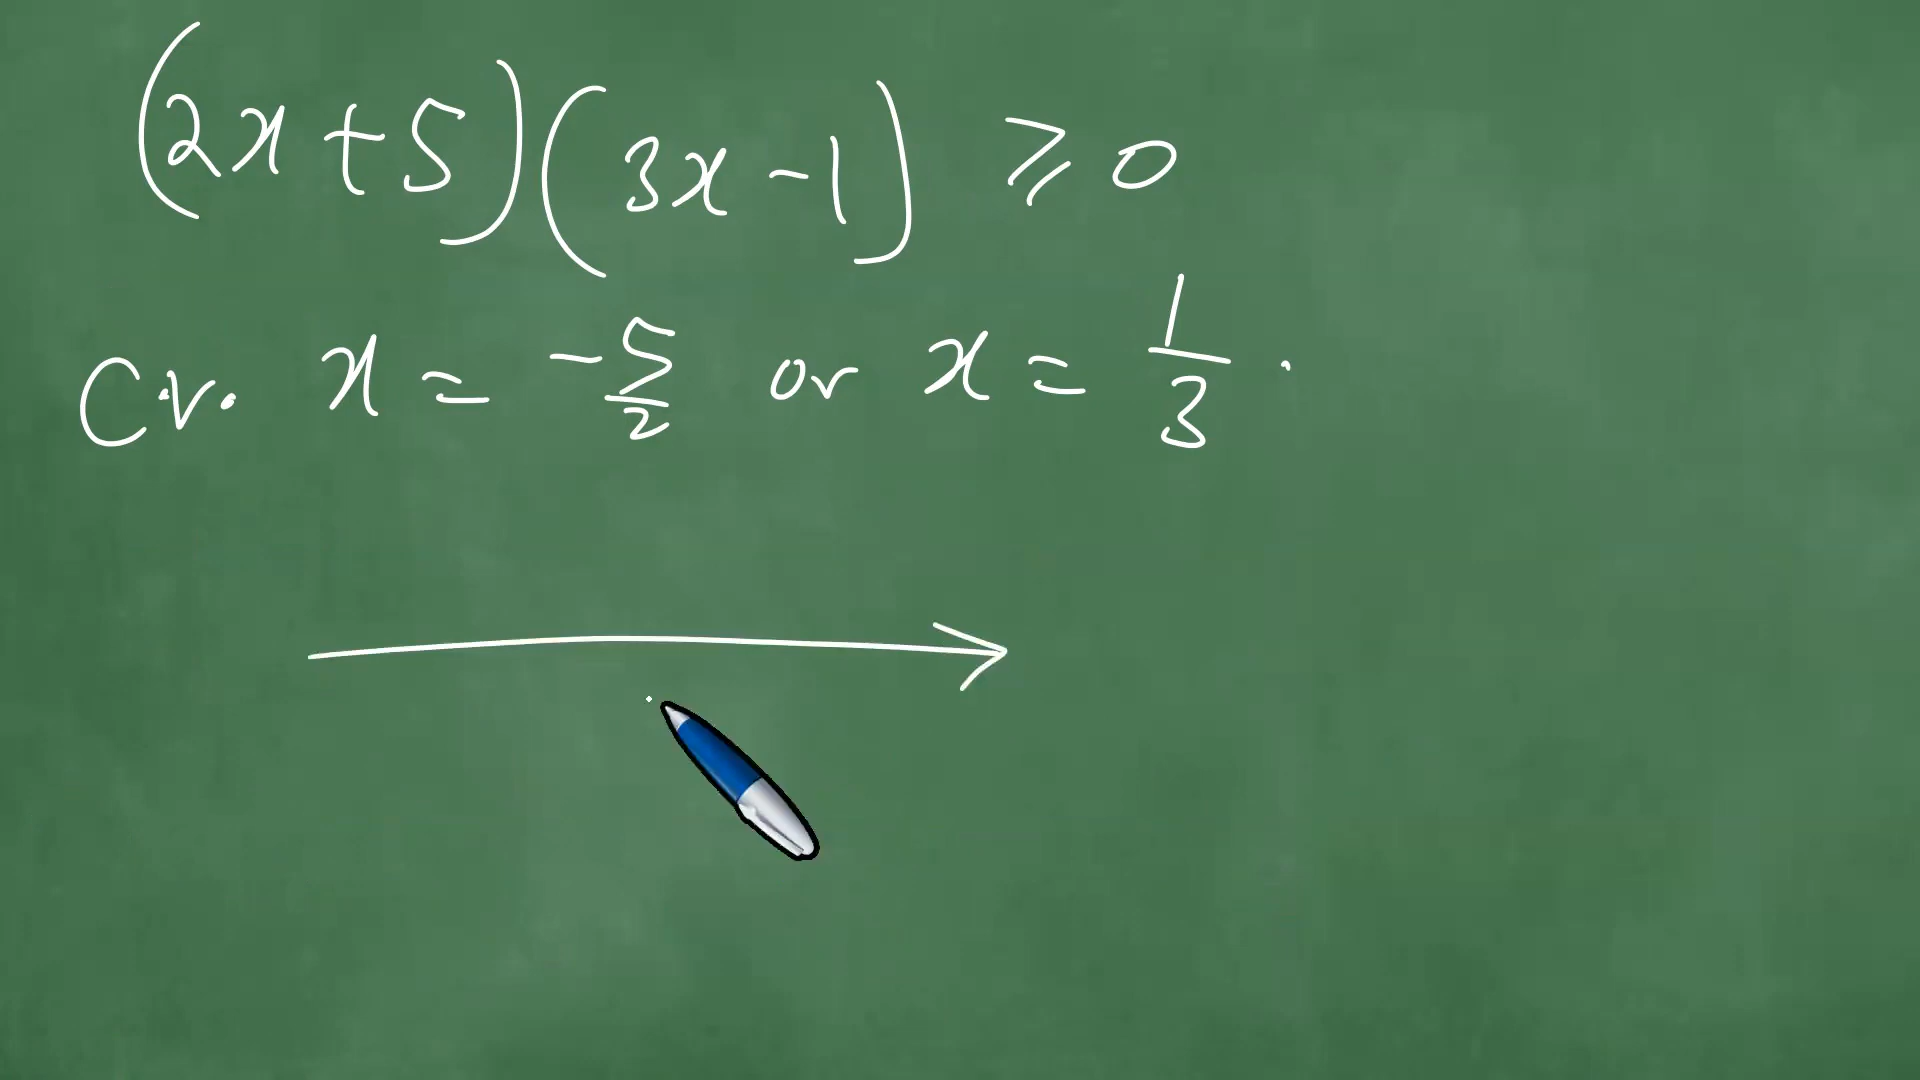 (2x+5)(3x-1) ⩾ 0
C.V. x = -5/2 or x = 1/3 .